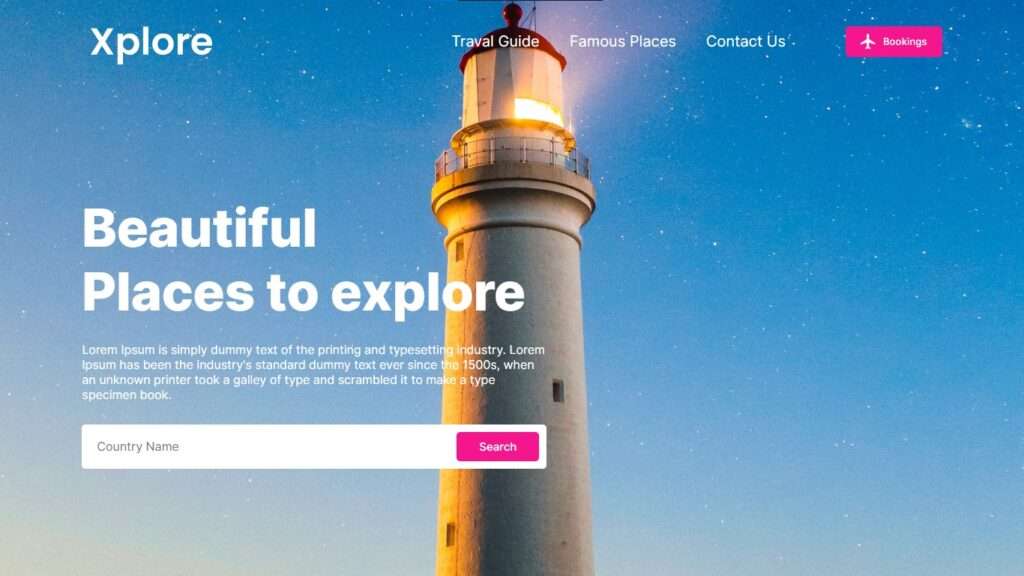 Xplore
Traval Guide
Famous Places
Contact Us
Bookings
Beautiful
Places to explore
Lorem Ipsum is simply dummy text of the printing and typesetting industry. Lorem
Ipsum has been the industry's standard dummy text ever since the 1500s, when
an unknown printer took a galley of type and scrambled it to make a type
specimen book.
Country Name
Search